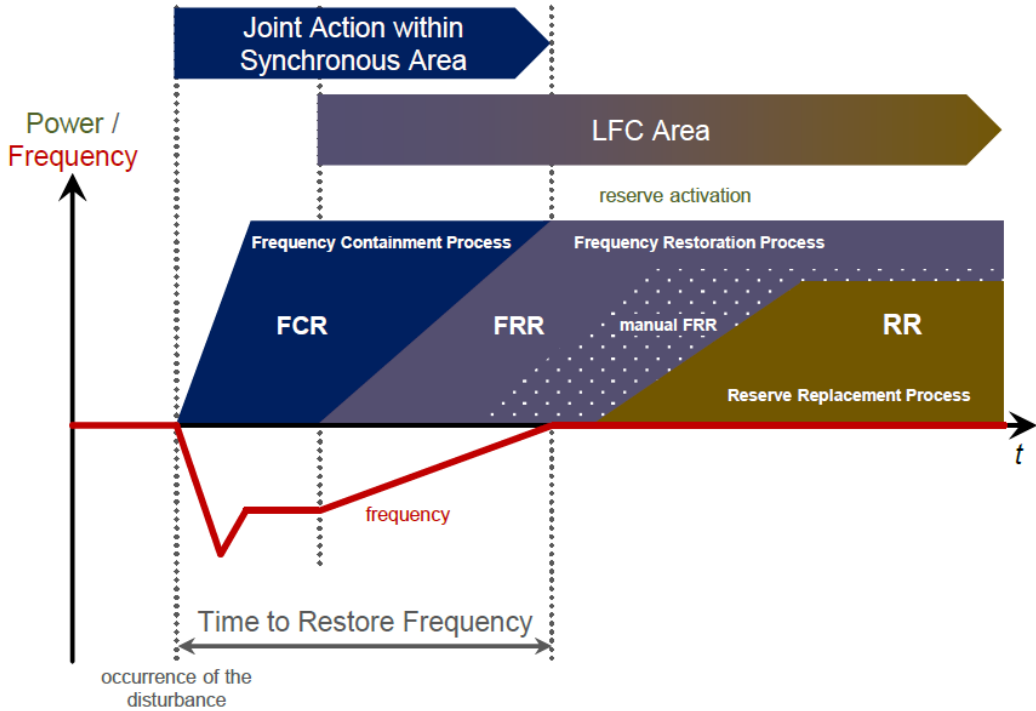 Joint Action within
Synchronous Area
LFC Area
Power /
Frequency
reserve activation
Frequency Containment Process
Frequency Restoration Process
FCR
FRR
manual FRR
RR
Reserve Replacement Process
t
frequency
Time to Restore Frequency
occurrence of the
disturbance